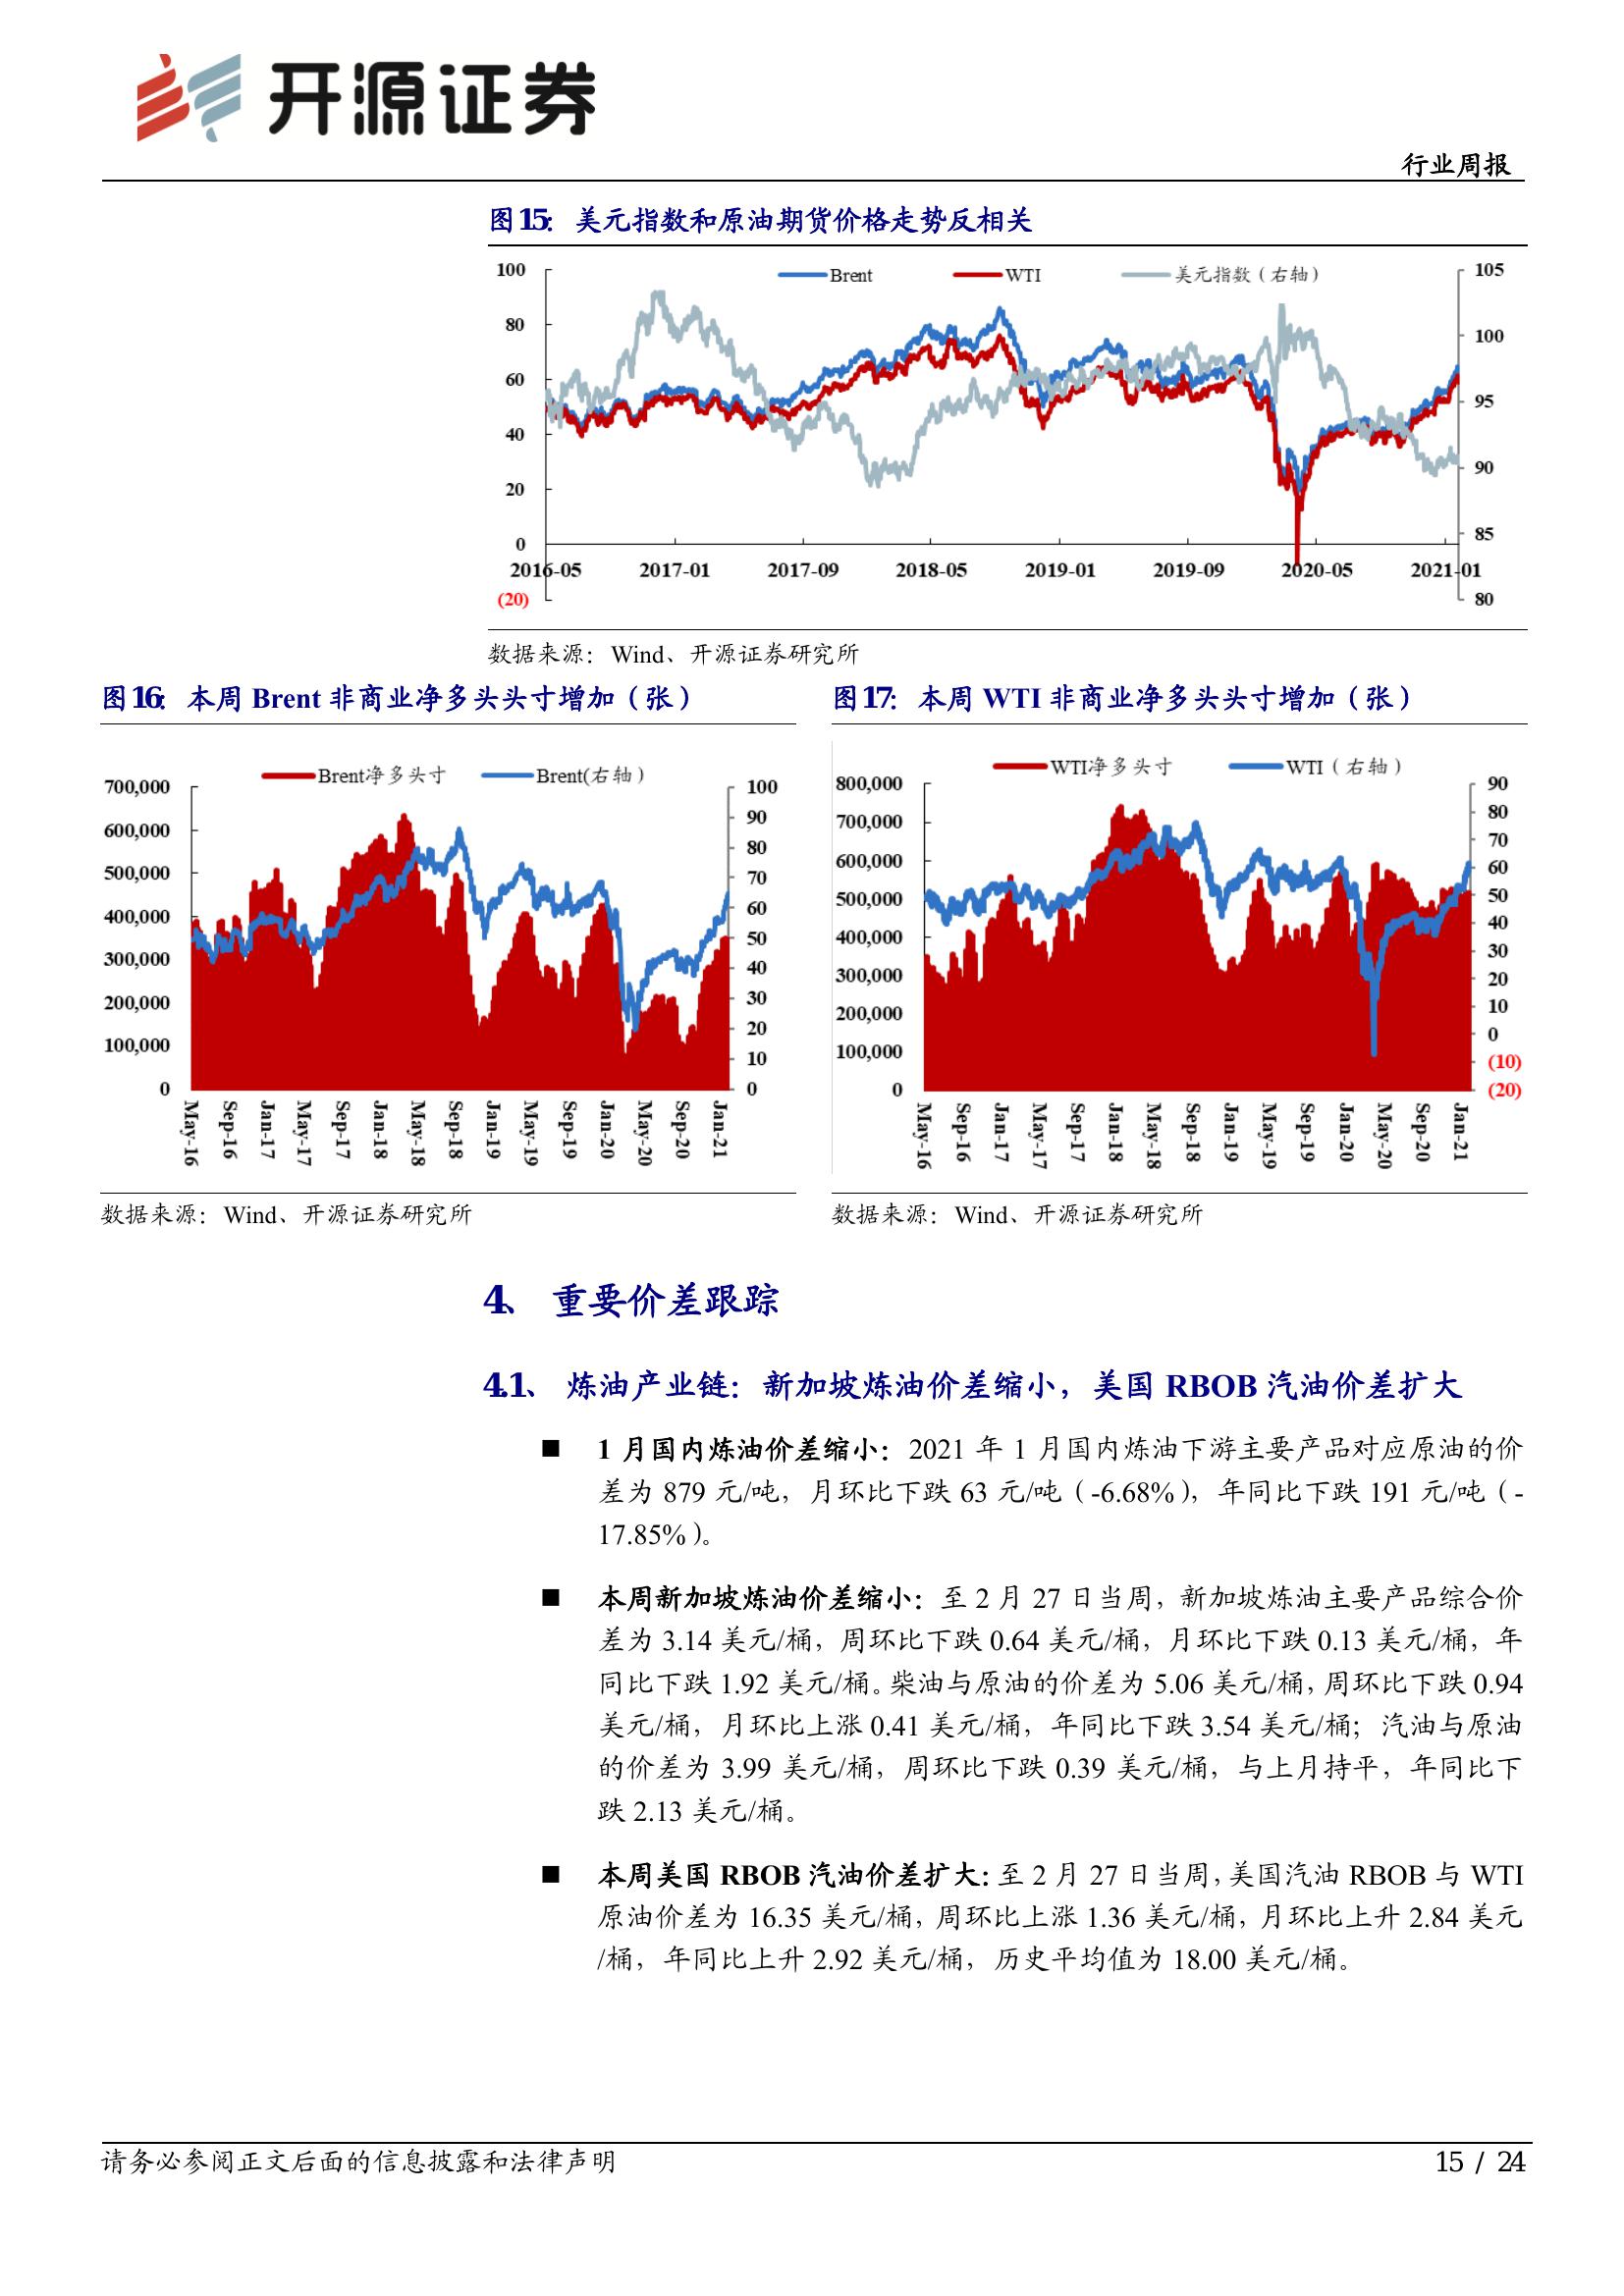 开源证券
行业周报
图15: 美元指数和原油期货价格走势反相关
Brent WTI 美元指数（右轴）
100 105
80 100
60 95
40 90
20 85
0 80
(20)
2016-05 2017-01 2017-09 2018-05 2019-01 2019-09 2020-05 2021-01
数据来源：Wind、开源证券研究所
图16: 本周 Brent 非商业净多头头寸增加（张）
Brent净多头寸 Brent(右轴）
700,000 100
600,000 90
500,000 80
400,000 70
300,000 60
200,000 50
100,000 40
0 30
20
10
0
May-16 Sep-16 Jan-17 May-17 Sep-17 Jan-18 May-18 Sep-18 Jan-19 May-19 Sep-19 Jan-20 May-20 Sep-20 Jan-21
数据来源：Wind、开源证券研究所
图17: 本周 WTI 非商业净多头头寸增加（张）
WTI净多头寸 WTI（右轴）
800,000 90
700,000 80
600,000 70
500,000 60
400,000 50
300,000 40
200,000 30
100,000 20
0 10
0
(10)
(20)
May-16 Sep-16 Jan-17 May-17 Sep-17 Jan-18 May-18 Sep-18 Jan-19 May-19 Sep-19 Jan-20 May-20 Sep-20 Jan-21
数据来源：Wind、开源证券研究所
4、 重要价差跟踪
4.1、 炼油产业链：新加坡炼油价差缩小，美国 RBOB 汽油价差扩大
■ 1 月国内炼油价差缩小：2021 年 1 月国内炼油下游主要产品对应原油的价
差为 879 元/吨，月环比下跌 63 元/吨（-6.68%），年同比下跌 191 元/吨（-
17.85%）。
■ 本周新加坡炼油价差缩小：至 2 月 27 日当周，新加坡炼油主要产品综合价
差为 3.14 美元/桶，周环比下跌 0.64 美元/桶，月环比下跌 0.13 美元/桶，年
同比下跌 1.92 美元/桶。柴油与原油的价差为 5.06 美元/桶，周环比下跌 0.94
美元/桶，月环比上涨 0.41 美元/桶，年同比下跌 3.54 美元/桶；汽油与原油
的价差为 3.99 美元/桶，周环比下跌 0.39 美元/桶，与上月持平，年同比下
跌 2.13 美元/桶。
■ 本周美国 RBOB 汽油价差扩大：至 2 月 27 日当周，美国汽油 RBOB 与 WTI
原油价差为 16.35 美元/桶，周环比上涨 1.36 美元/桶，月环比上升 2.84 美元
/桶，年同比上升 2.92 美元/桶，历史平均值为 18.00 美元/桶。
请务必参阅正文后面的信息披露和法律声明
15 / 24